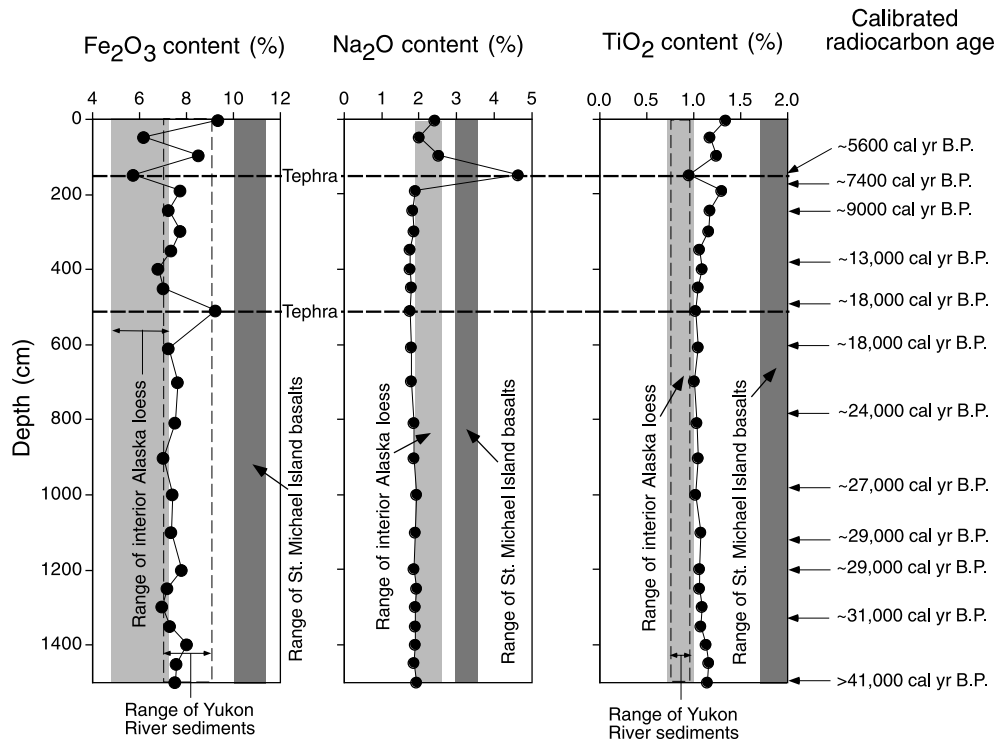 Fe2O3 content (%)
Na2O content (%)
TiO2 content (%)
Calibrated
radiocarbon age
4 6 8 10 12
0 1 2 3 4 5
0.0 0.5 1.0 1.5 2.0
Depth (cm)
0
200
400
600
800
1000
1200
1400
Tephra
Tephra
Range of interior Alaska loess
Range of St. Michael Island basalts
Range of Yukon
River sediments
Range of interior Alaska loess
Range of St. Michael Island basalts
Range of interior Alaska loess
Range of St. Michael Island basalts
Range of Yukon
River sediments
~5600 cal yr B.P.
~7400 cal yr B.P.
~9000 cal yr B.P.
~13,000 cal yr B.P.
~18,000 cal yr B.P.
~18,000 cal yr B.P.
~24,000 cal yr B.P.
~27,000 cal yr B.P.
~29,000 cal yr B.P.
~29,000 cal yr B.P.
~31,000 cal yr B.P.
>41,000 cal yr B.P.